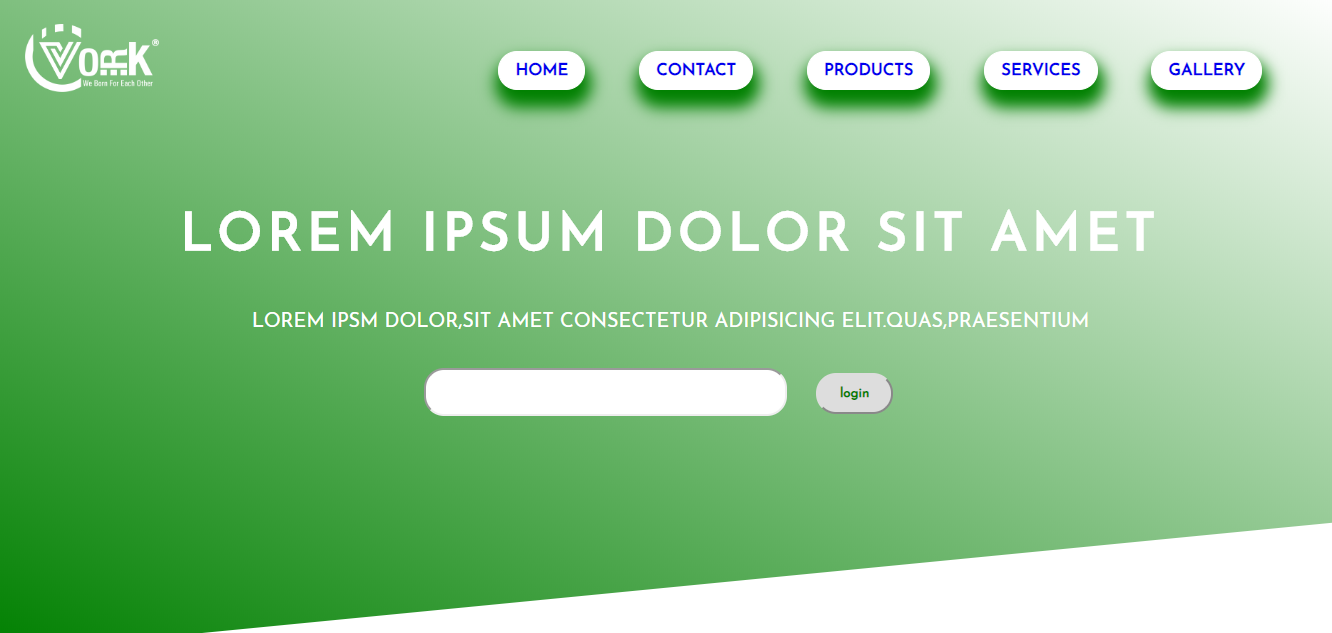 VORK®
We Born For Each Other
HOME CONTACT PRODUCTS SERVICES GALLERY
LOREM IPSUM DOLOR SIT AMET
LOREM IPSM DOLOR,SIT AMET CONSECTETUR ADIPISICING ELIT.QUAS,PRAESENTIUM
login